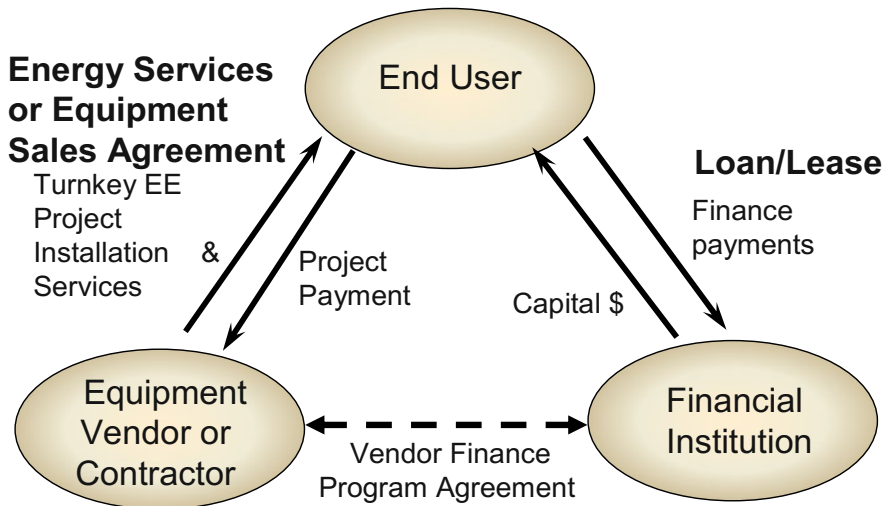 End User
Energy Services
or Equipment
Sales Agreement
Turnkey EE
Project
Installation &
Services
Project
Payment
Loan/Lease
Finance
payments
Capital $
Equipment
Vendor or
Contractor
Vendor Finance
Program Agreement
Financial
Institution